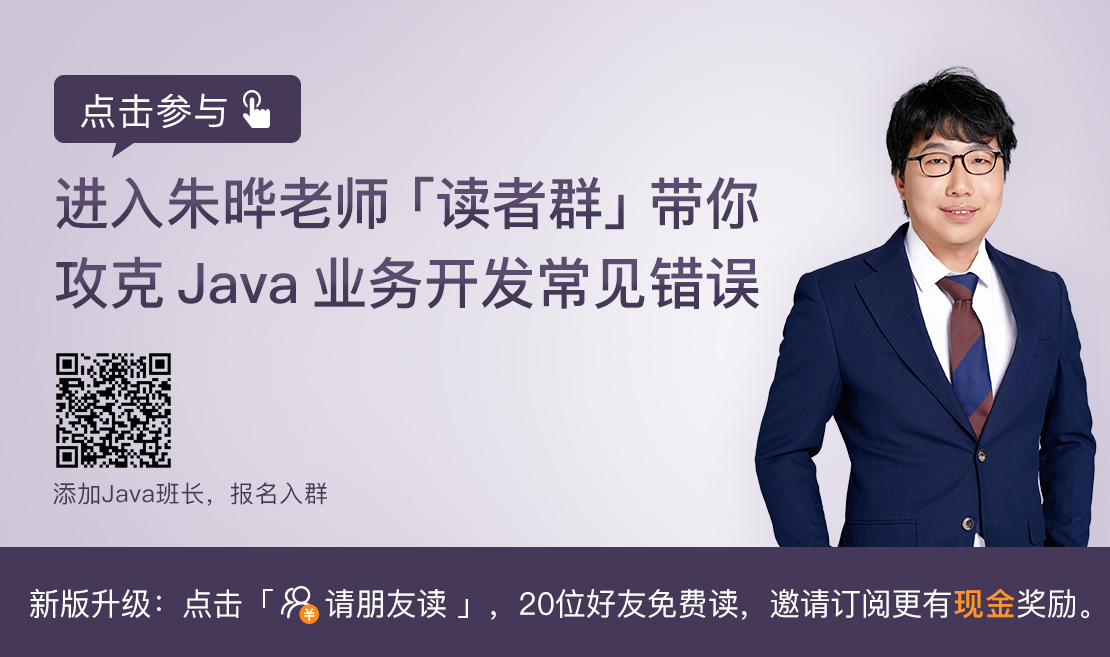 点击参与
进入朱晔老师「读者群」带你
攻克 Java 业务开发常见错误
添加Java班长，报名入群
新版升级：点击「 请朋友读 」，20位好友免费读，邀请订阅更有现金奖励。